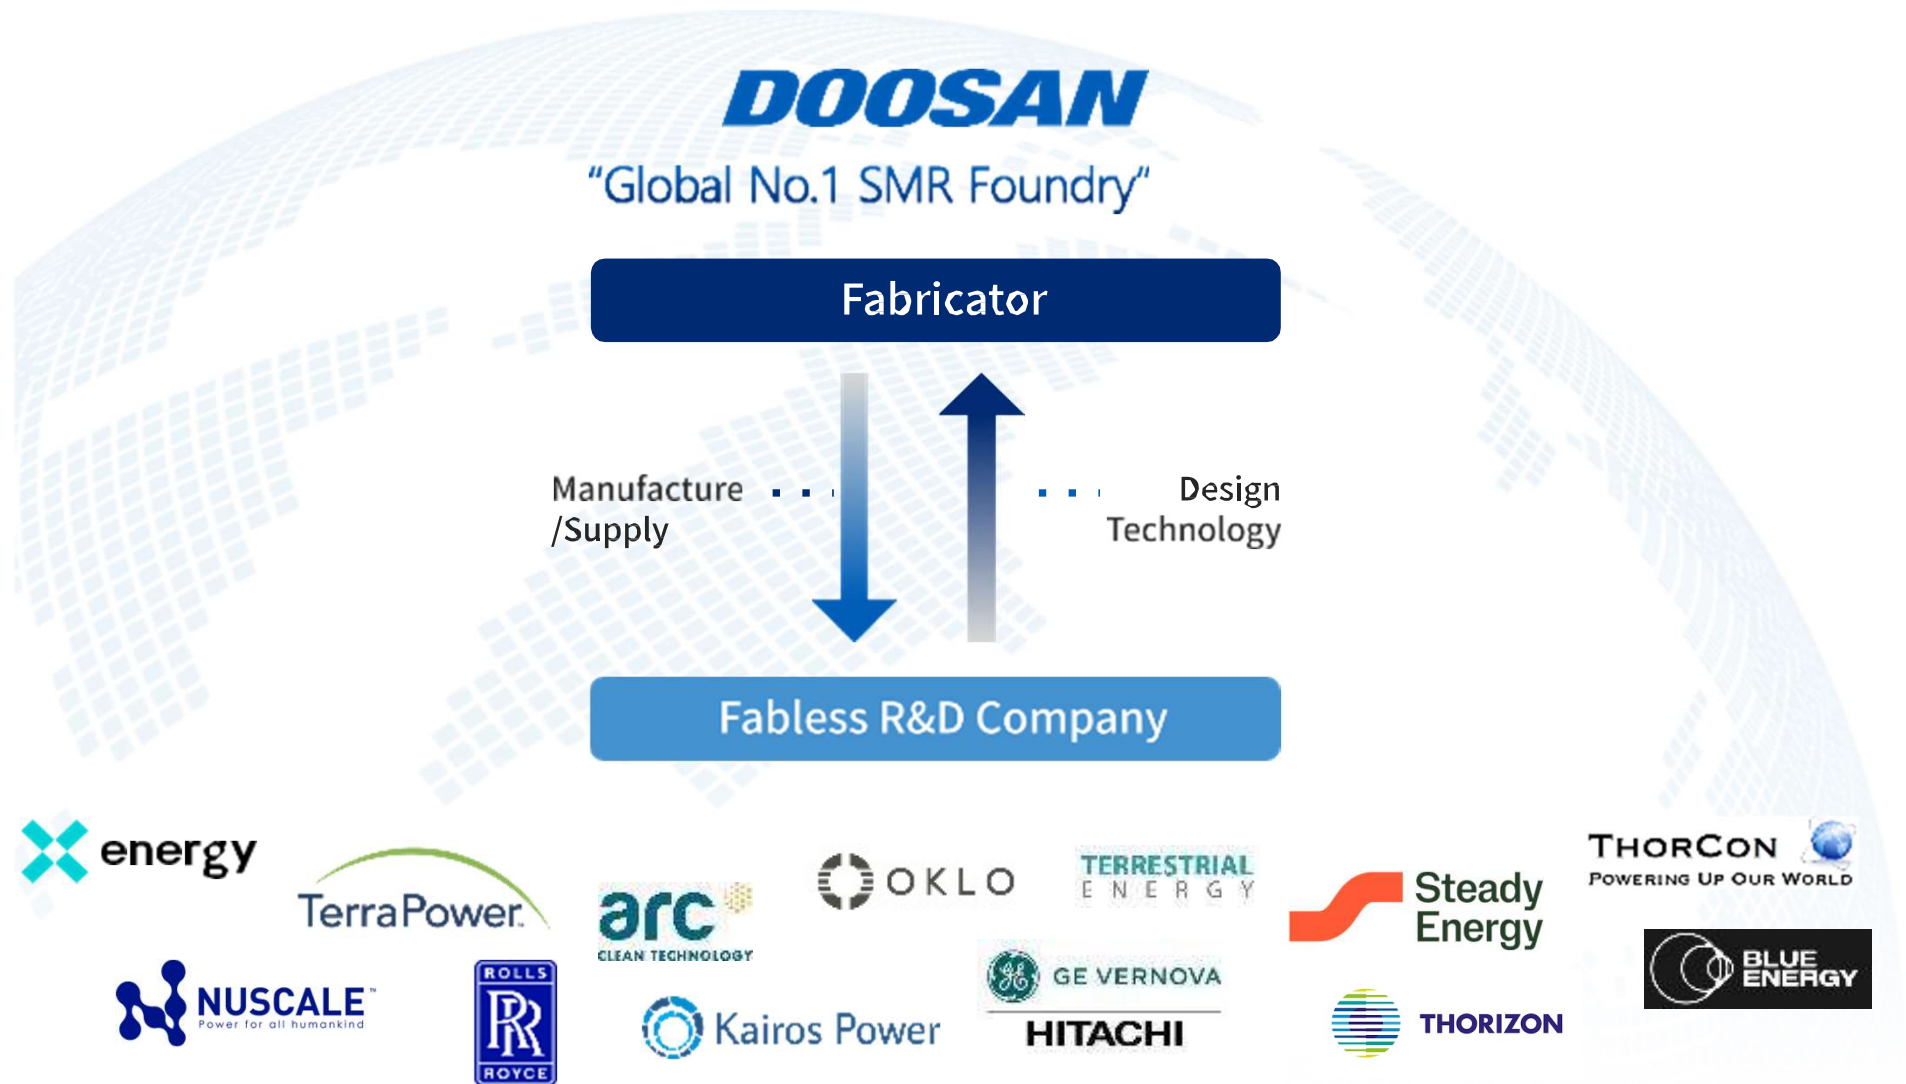 DOOSAN
"Global No.1 SMR Foundry"
Fabricator
Manufacture
/Supply
Design
Technology
Fabless R&D Company
X energy
TerraPower
arc
CLEAN TECHNOLOGY
OKLO
TERRESTRIAL
ENERGY
Steady
Energy
THORCON
POWERING UP OUR WORLD
NUSCALE™
Power for all humankind
ROLLS
RR
ROYCE
Kairos Power
GE VERNOVA
HITACHI
THORIZON
BLUE
ENERGY